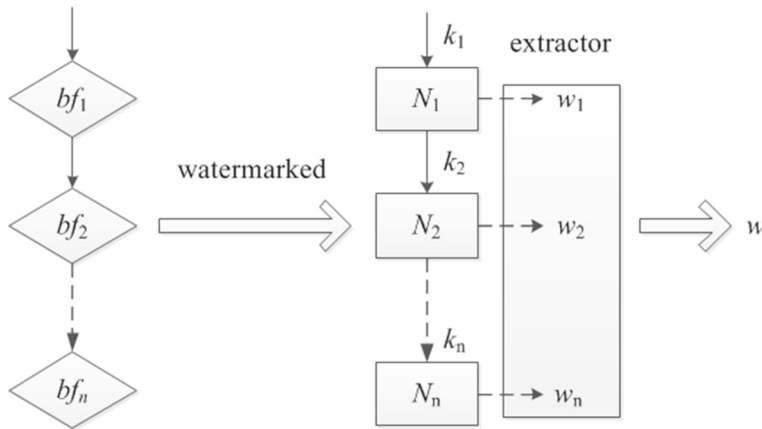 bf1
bf2
bfn
watermarked
k1
N1
k2
N2
kn
Nn
extractor
w1
w2
wn
w